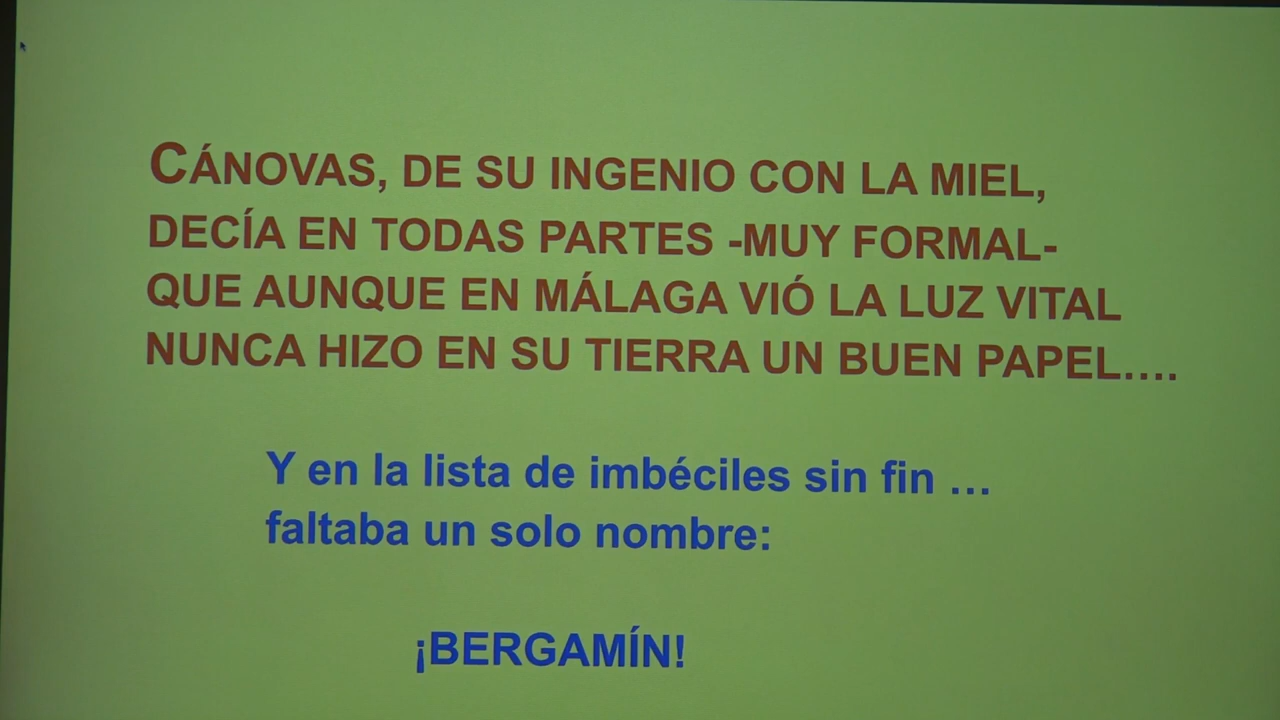 CÁNOVAS, DE SU INGENIO CON LA MIEL,
DECÍA EN TODAS PARTES -MUY FORMAL-
QUE AUNQUE EN MÁLAGA VIÓ LA LUZ VITAL
NUNCA HIZO EN SU TIERRA UN BUEN PAPEL....
Y en la lista de imbéciles sin fin ...
faltaba un solo nombre:
¡BERGAMÍN!